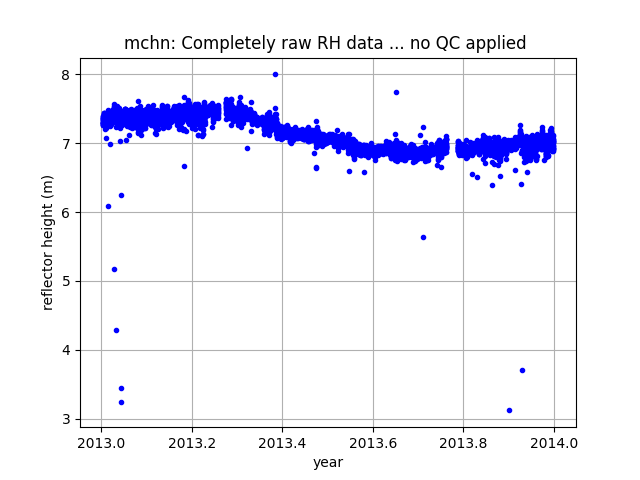 mchn: Completely raw RH data ... no QC applied
8
7
6
5
4
3
reflector height (m)
2013.0 2013.2 2013.4 2013.6 2013.8 2014.0
year